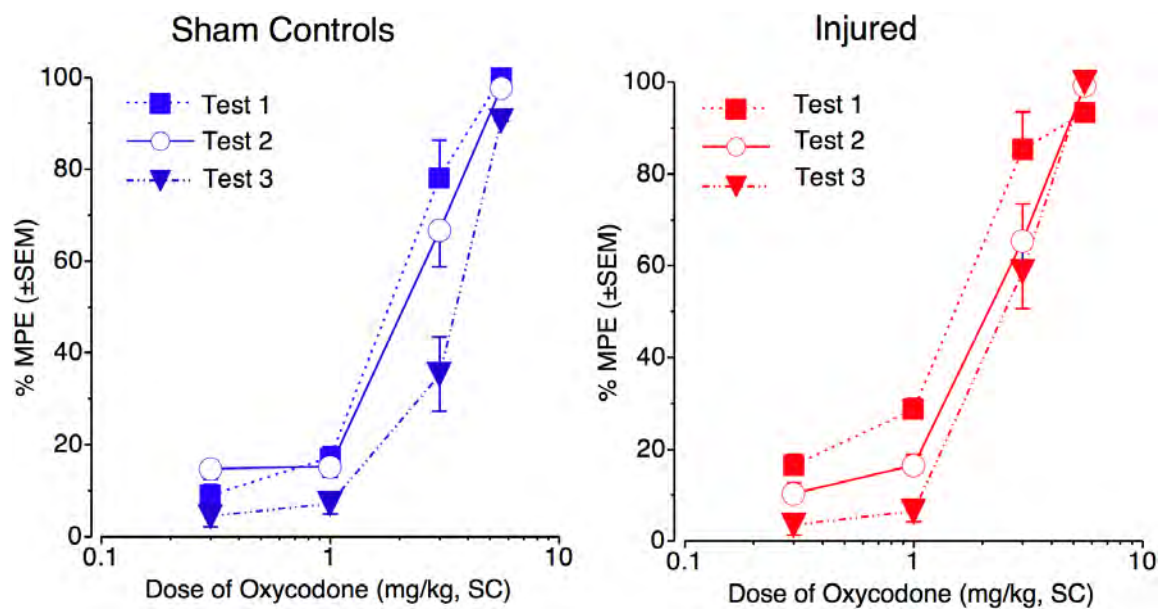 Sham Controls
% MPE (±SEM)
100
80
60
40
20
0
Test 1
Test 2
Test 3
0.1
1
10
Dose of Oxycodone (mg/kg, SC)
Injured
% MPE (±SEM)
100
80
60
40
20
0
Test 1
Test 2
Test 3
0.1
1
10
Dose of Oxycodone (mg/kg, SC)